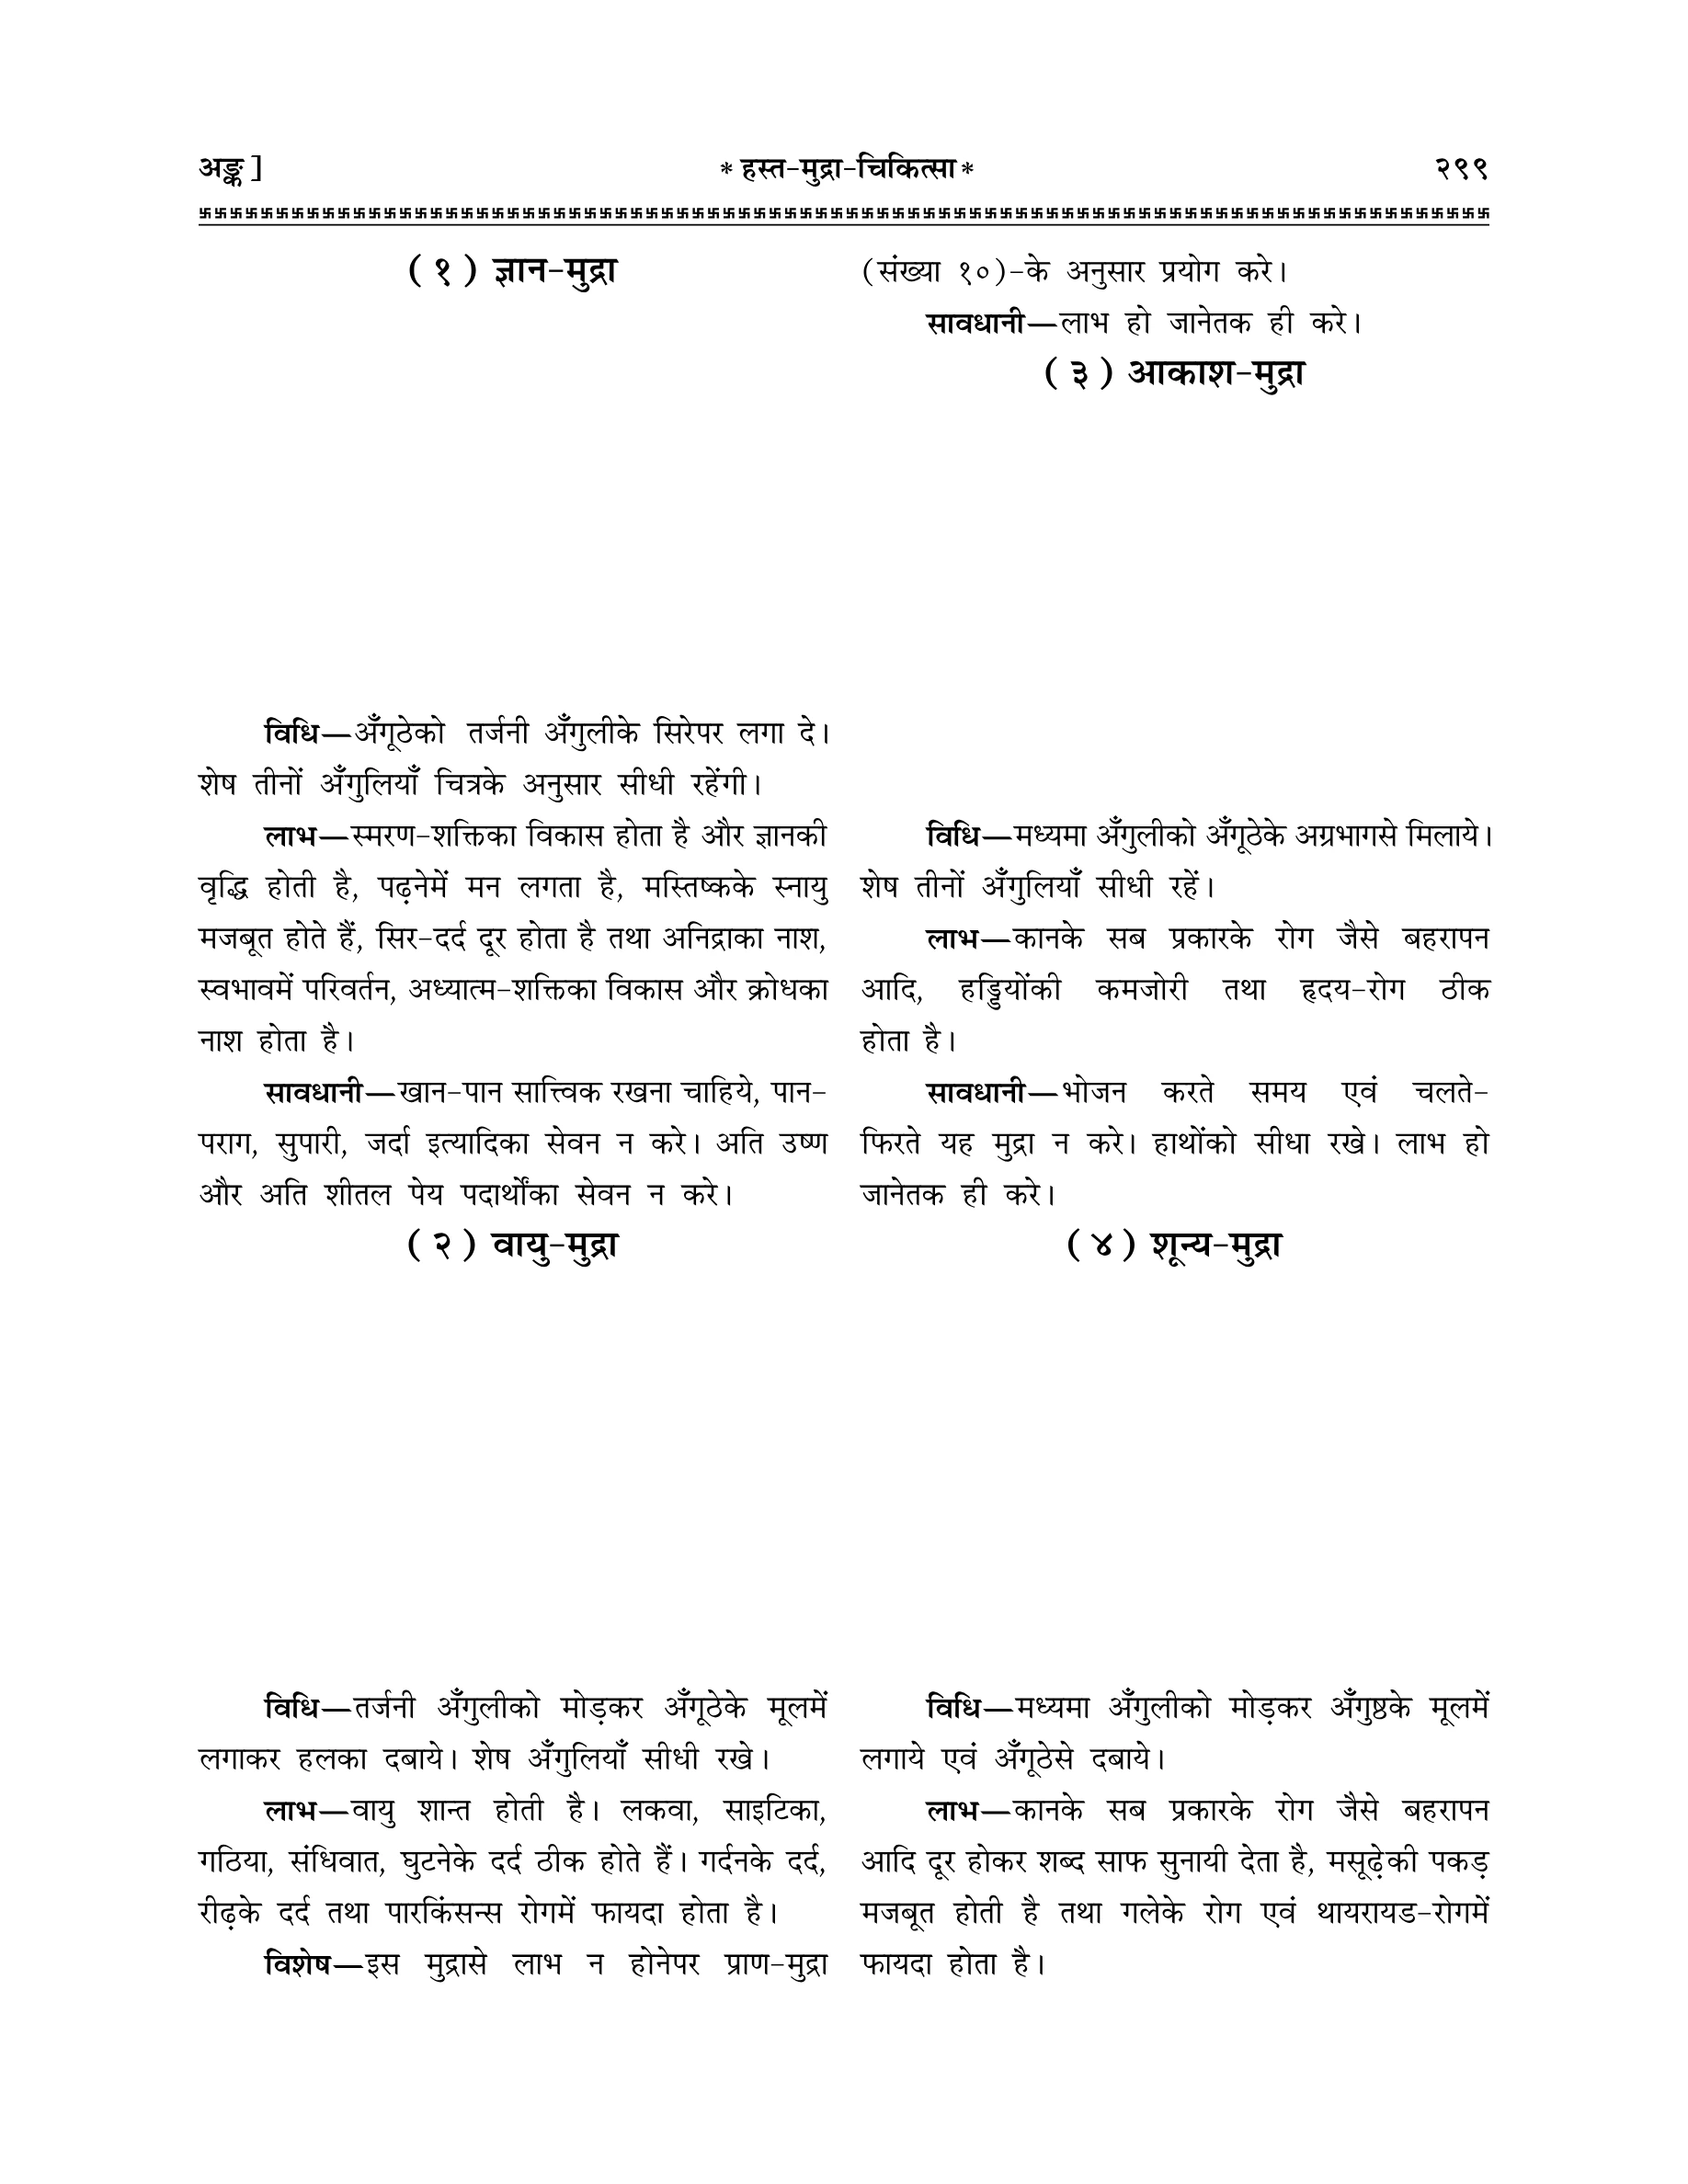 अङ्क ]
* हस्त-मुद्रा-चिकित्सा *
२९९
( १ ) ज्ञान-मुद्रा
विधि—अँगूठेको तर्जनी अँगुलीके सिरेपर लगा दे।
शेष तीनों अँगुलियाँ चित्रके अनुसार सीधी रहेंगी।
लाभ—स्मरण-शक्तिका विकास होता है और ज्ञानकी
वृद्धि होती है, पढ़नेमें मन लगता है, मस्तिष्कके स्नायु
मजबूत होते हैं, सिर-दर्द दूर होता है तथा अनिद्राका नाश,
स्वभावमें परिवर्तन, अध्यात्म-शक्तिका विकास और क्रोधका
नाश होता है।
सावधानी—खान-पान सात्त्विक रखना चाहिये, पान-
पराग, सुपारी, जर्दा इत्यादिका सेवन न करे। अति उष्ण
और अति शीतल पेय पदार्थोंका सेवन न करे।
( २ ) वायु-मुद्रा
विधि—तर्जनी अँगुलीको मोड़कर अँगूठेके मूलमें
लगाकर हलका दबाये। शेष अँगुलियाँ सीधी रखे।
लाभ—वायु शान्त होती है। लकवा, साइटिका,
गठिया, संधिवात, घुटनेके दर्द ठीक होते हैं। गर्दनके दर्द,
रीढ़के दर्द तथा पारकिंसन्स रोगमें फायदा होता है।
विशेष—इस मुद्रासे लाभ न होनेपर प्राण-मुद्रा
(संख्या १०)-के अनुसार प्रयोग करे।
सावधानी—लाभ हो जानेतक ही करे।
( ३ ) आकाश-मुद्रा
विधि—मध्यमा अँगुलीको अँगूठेके अग्रभागसे मिलाये।
शेष तीनों अँगुलियाँ सीधी रहें।
लाभ—कानके सब प्रकारके रोग जैसे बहरापन
आदि, हड्डियोंकी कमजोरी तथा हृदय-रोग ठीक
होता है।
सावधानी—भोजन करते समय एवं चलते-
फिरते यह मुद्रा न करे। हाथोंको सीधा रखे। लाभ हो
जानेतक ही करे।
( ४ ) शून्य-मुद्रा
विधि—मध्यमा अँगुलीको मोड़कर अँगुष्ठके मूलमें
लगाये एवं अँगूठेसे दबाये।
लाभ—कानके सब प्रकारके रोग जैसे बहरापन
आदि दूर होकर शब्द साफ सुनायी देता है, मसूढ़ेकी पकड़
मजबूत होती है तथा गलेके रोग एवं थायरायड-रोगमें
फायदा होता है।